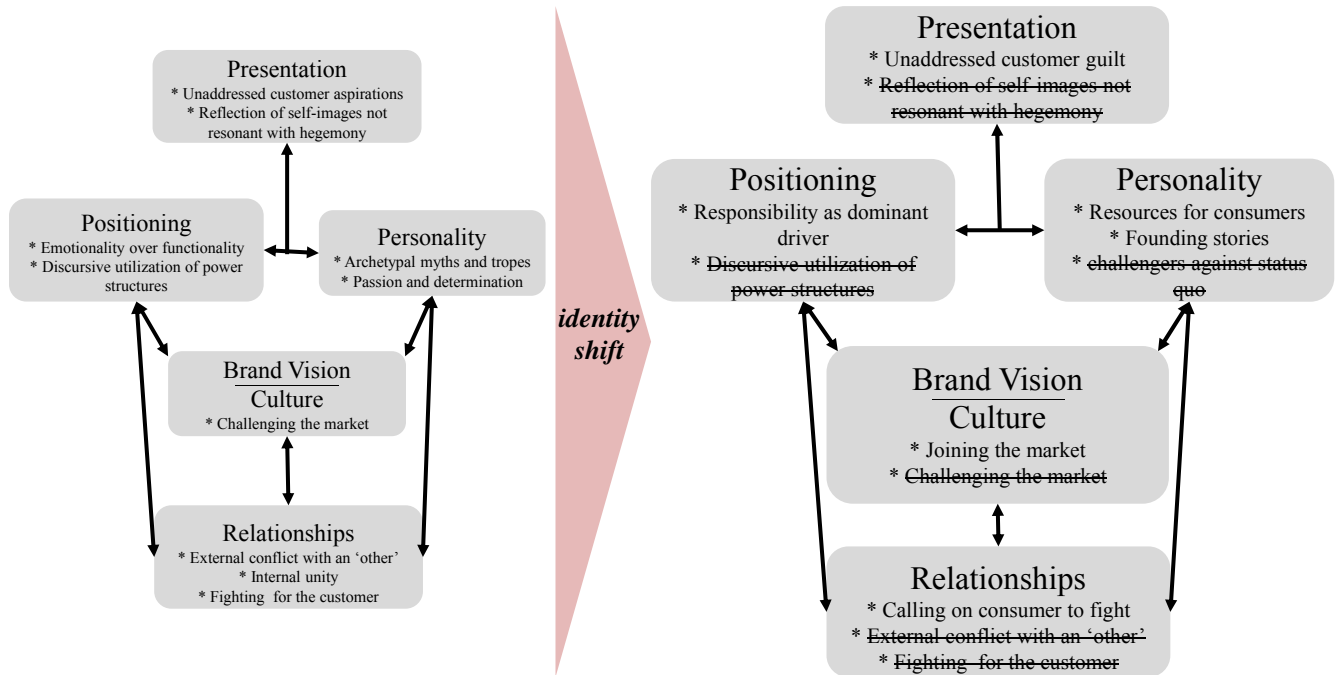 Presentation
* Unaddressed customer aspirations
* Reflection of self-images not
resonant with hegemony
Positioning
* Emotionality over functionality
* Discursive utilization of power
structures
Personality
* Archetypal myths and tropes
* Passion and determination
Brand Vision
Culture
* Challenging the market
Relationships
* External conflict with an ‘other’
* Internal unity
* Fighting  for the customer
identity
shift
Presentation
* Unaddressed customer guilt
* Reflection of self-images not
resonant with hegemony
Positioning
* Responsibility as dominant
driver
* Discursive utilization of
power structures
Personality
* Resources for consumers
* Founding stories
* challengers against status
quo
Brand Vision
Culture
* Joining the market
* Challenging the market
Relationships
* Calling on consumer to fight
* External conflict with an ‘other’
* Fighting  for the customer